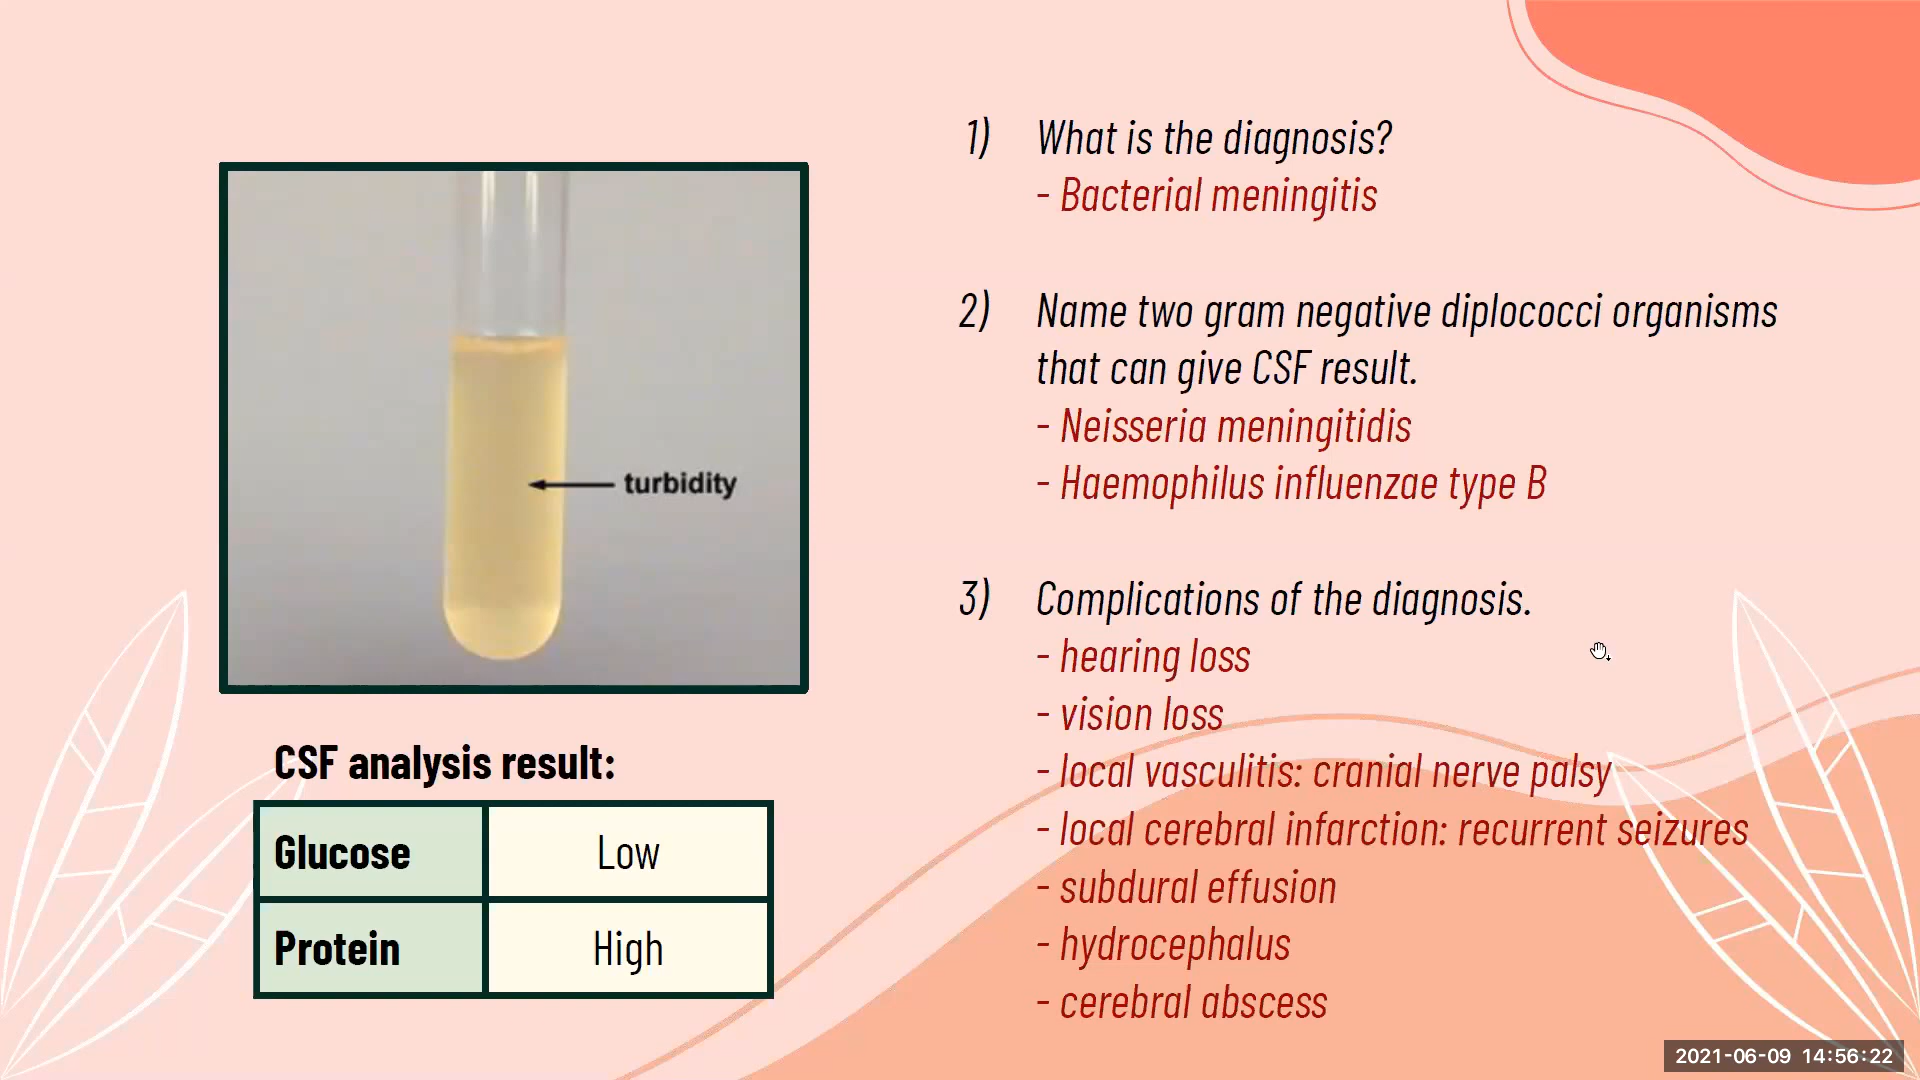 turbidity
CSF analysis result:
Glucose Low
Protein High
1) What is the diagnosis?
- Bacterial meningitis
2) Name two gram negative diplococci organisms
that can give CSF result.
- Neisseria meningitidis
- Haemophilus influenzae type B
3) Complications of the diagnosis.
- hearing loss
- vision loss
- local vasculitis: cranial nerve palsy
- local cerebral infarction: recurrent seizures
- subdural effusion
- hydrocephalus
- cerebral abscess
2021-06-09 14:56:22